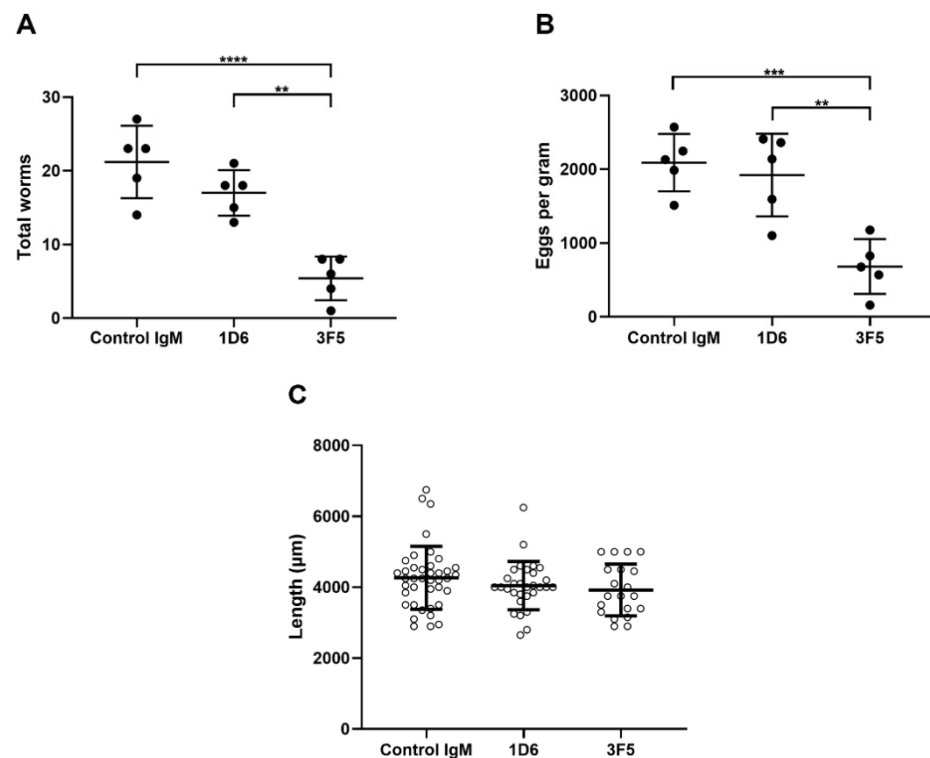 A
****
**
30
20
10
0
Total worms
Control IgM 1D6 3F5
B
***
**
3000
2000
1000
0
Eggs per gram
Control IgM 1D6 3F5
C
8000
6000
4000
2000
0
Length (µm)
Control IgM 1D6 3F5